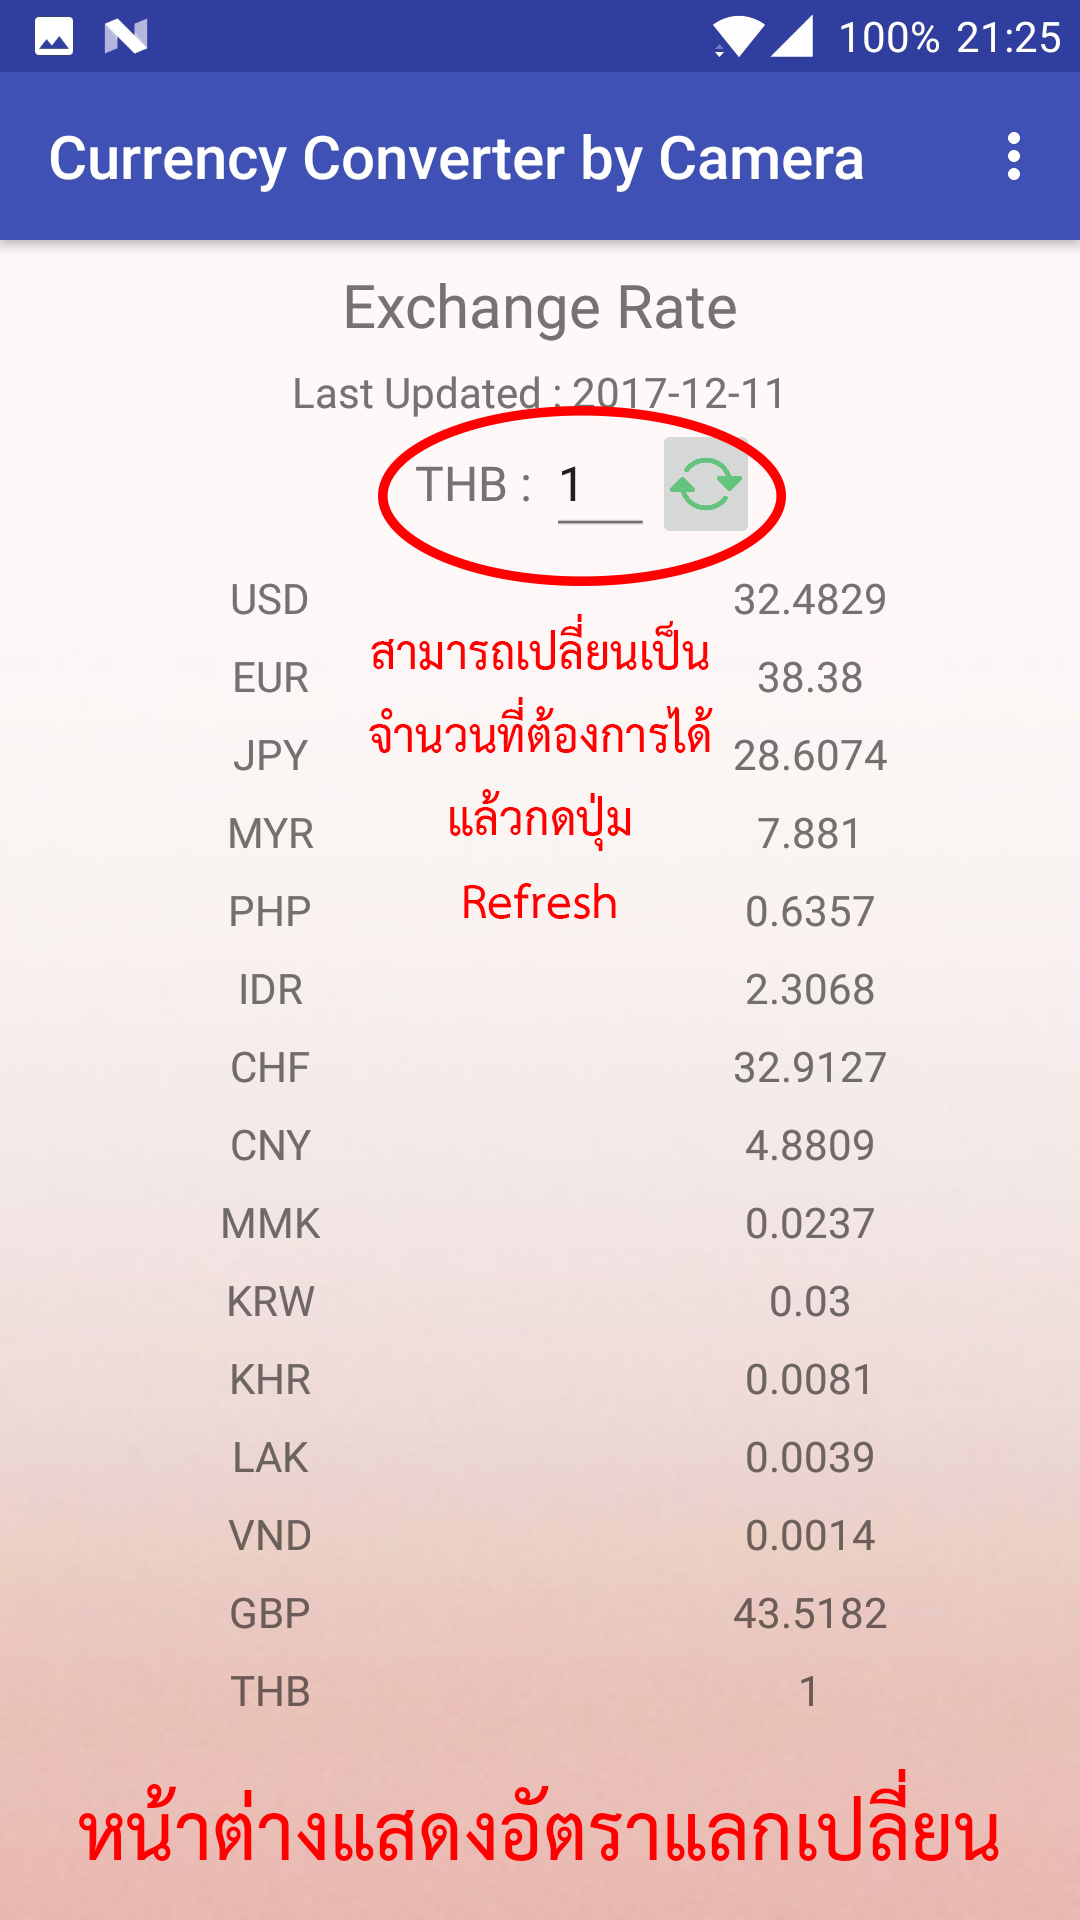 100% 21:25
Currency Converter by Camera
Exchange Rate
Last Updated : 2017-12-11
THB : 1
USD 32.4829
สามารถเปลี่ยนเป็น
EUR 38.38
จำนวนที่ต้องการได้
JPY 28.6074
แล้วกดปุ่ม
MYR 7.881
Refresh
PHP 0.6357
IDR 2.3068
CHF 32.9127
CNY 4.8809
MMK 0.0237
KRW 0.03
KHR 0.0081
LAK 0.0039
VND 0.0014
GBP 43.5182
THB 1
หน้าต่างแสดงอัตราแลกเปลี่ยน